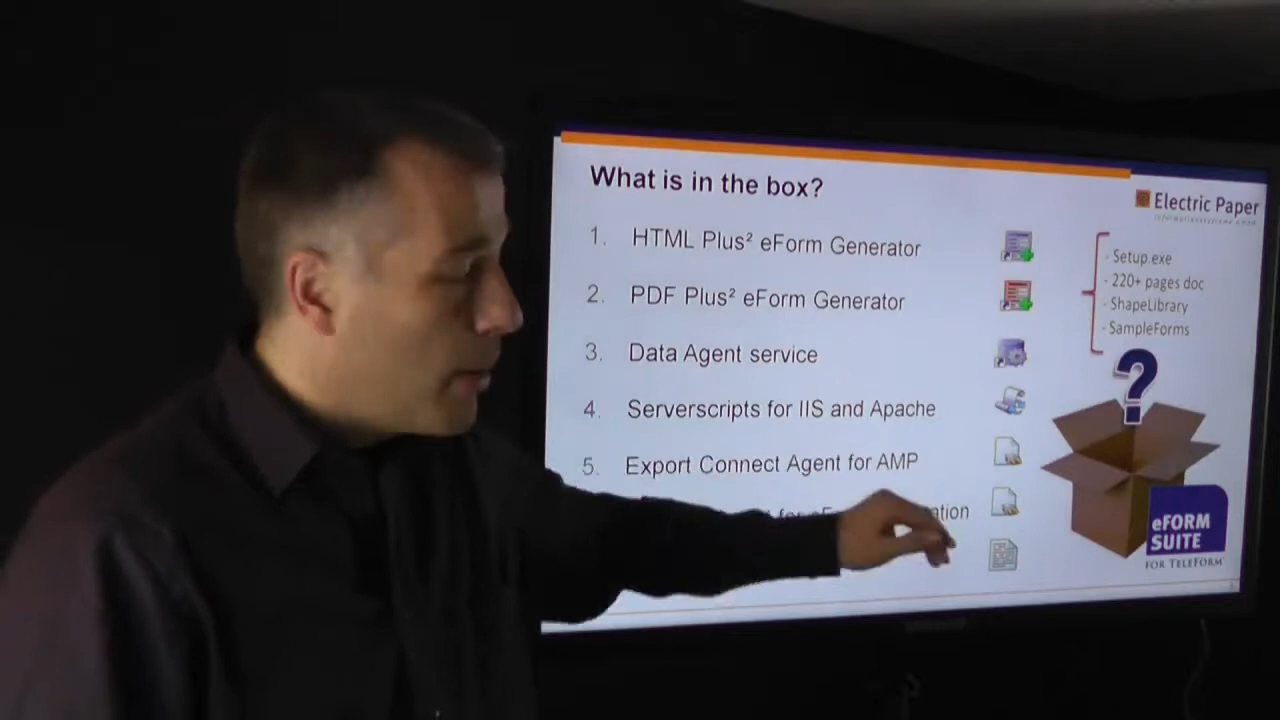 What is in the box?
Electric Paper
1. HTML Plus² eForm Generator
2. PDF Plus² eForm Generator
3. Data Agent service
4. Serverscripts for IIS and Apache
5. Export Connect Agent for AMP
for
- Setup.exe
- 220+ pages doc
- ShapeLibrary
- SampleForms
?
eFORM
SUITE
FOR TELEFORM